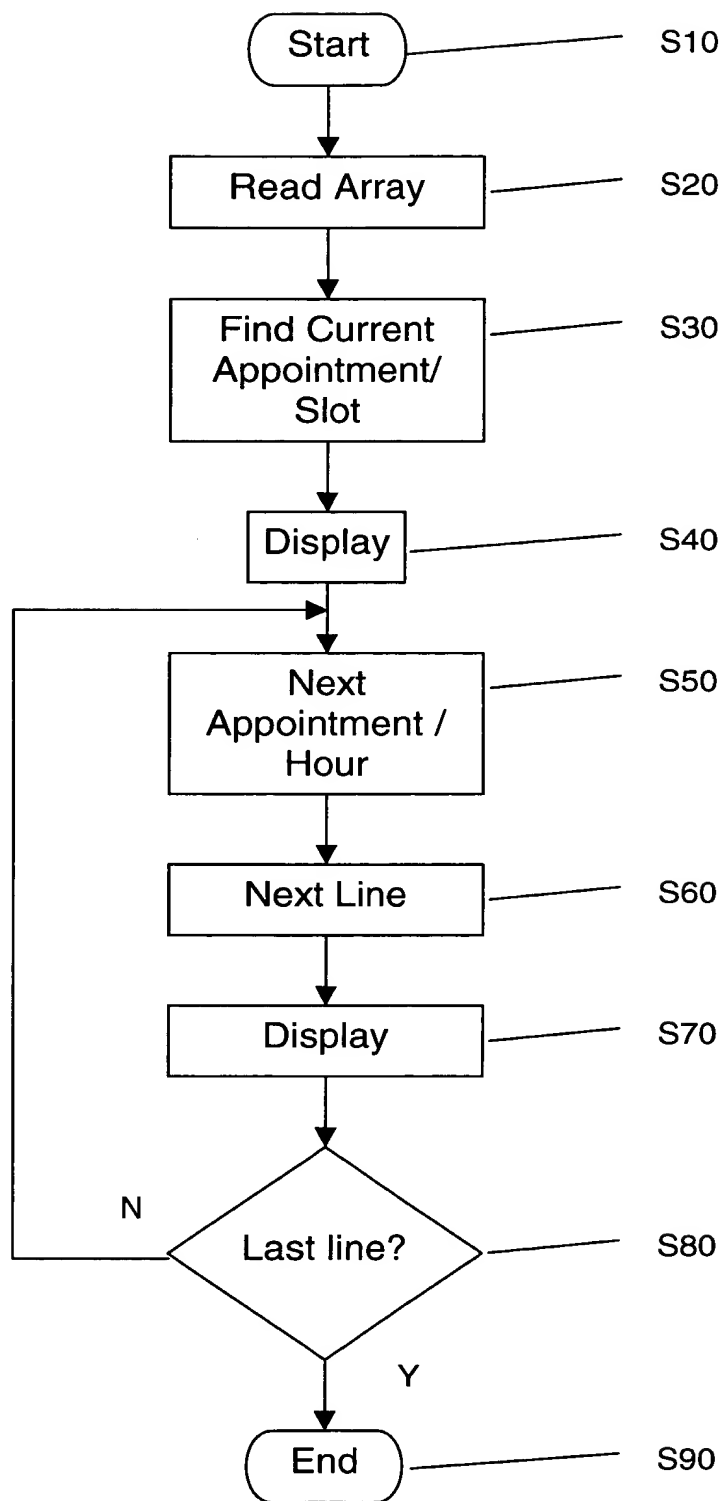 Start
S10
Read Array
S20
Find Current
Appointment/
Slot
S30
Display
S40
Next
Appointment /
Hour
S50
Next Line
S60
Display
S70
N
Last line?
S80
Y
End
S90